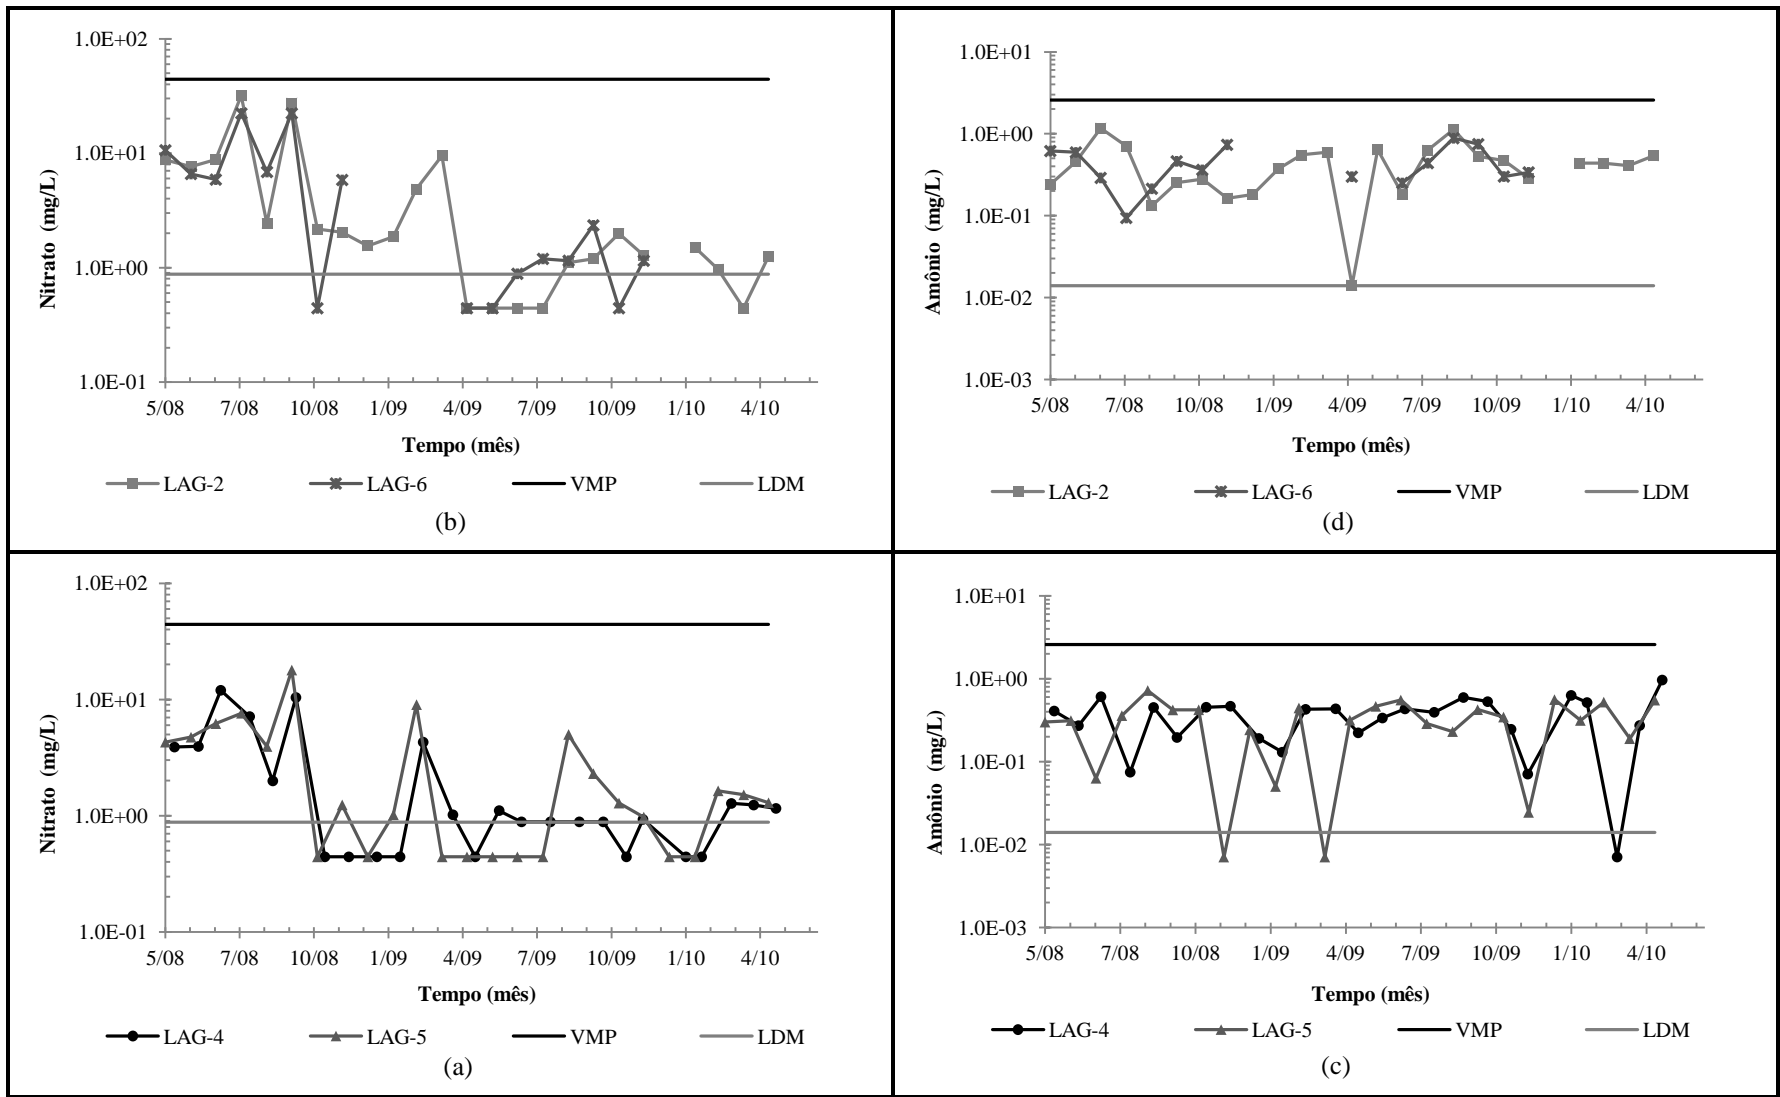 1.0E+02
1.0E+01
1.0E+00
1.0E-01
Nitrato (mg/L)
5/08 7/08 10/08 1/09 4/09 7/09 10/09 1/10 4/10
Tempo (mês)
LAG-2 LAG-6 VMP LDM
(b)
1.0E+01
1.0E+00
1.0E-01
1.0E-02
1.0E-03
Amônio (mg/L)
5/08 7/08 10/08 1/09 4/09 7/09 10/09 1/10 4/10
Tempo (mês)
LAG-2 LAG-6 VMP LDM
(d)
1.0E+02
1.0E+01
1.0E+00
1.0E-01
Nitrato (mg/L)
5/08 7/08 10/08 1/09 4/09 7/09 10/09 1/10 4/10
Tempo (mês)
LAG-4 LAG-5 VMP LDM
(a)
1.0E+01
1.0E+00
1.0E-01
1.0E-02
1.0E-03
Amônio (mg/L)
5/08 7/08 10/08 1/09 4/09 7/09 10/09 1/10 4/10
Tempo (mês)
LAG-4 LAG-5 VMP LDM
(c)